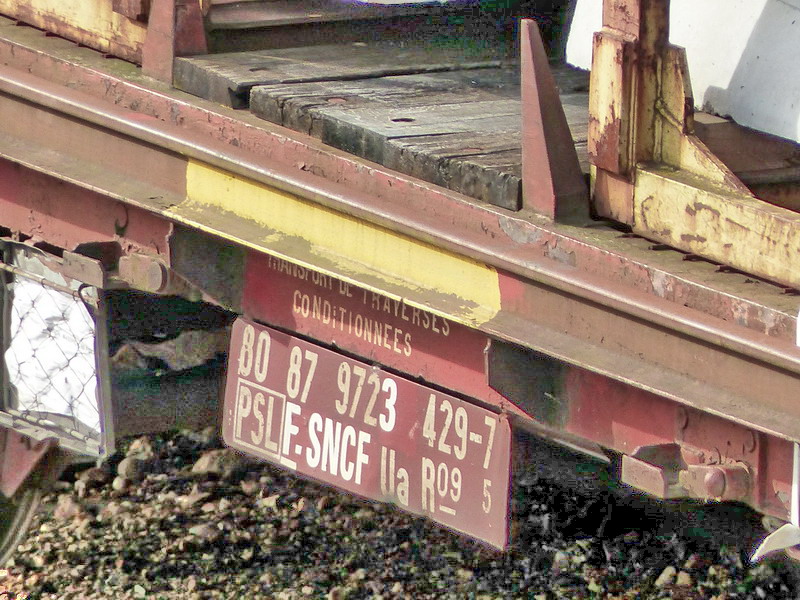 TRANSPORT DE TRAVERSES
CONDITIONNEES
80 87 9723 429-7
PSL F. SNCF Ua R09 5